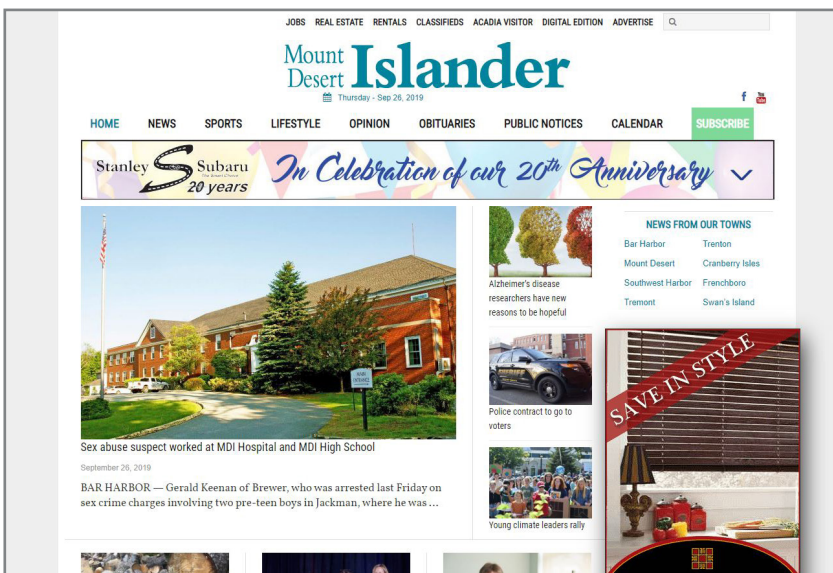 JOBS REAL ESTATE RENTALS CLASSIFIEDS ACADIA VISITOR DIGITAL EDITION ADVERTISE
Mount
Desert Islander
Thursday - Sep 26, 2019
f You Tube
HOME NEWS SPORTS LIFESTYLE OPINION OBITUARIES PUBLIC NOTICES CALENDAR SUBSCRIBE
Stanley Subaru
20 years
In Celebration of our 20th Anniversary
NEWS FROM OUR TOWNS
Bar Harbor Trenton
Mount Desert Cranberry Isles
Southwest Harbor Frenchboro
Tremont Swan's Island
Alzheimer's disease
researchers have new
reasons to be hopeful
Police contract to go to
voters
Young climate leaders rally
SAVE IN STYLE
Sex abuse suspect worked at MDI Hospital and MDI High School
September 26, 2019
BAR HARBOR — Gerald Keenan of Brewer, who was arrested last Friday on
sex crime charges involving two pre-teen boys in Jackman, where he was ...